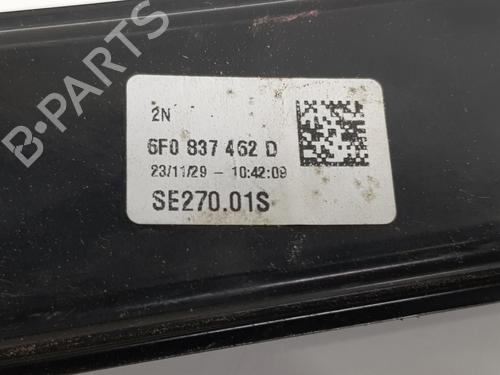 B-Parts
2N
6F0 837 462 D
23/11/29 - 10:42:09
SE270.01S